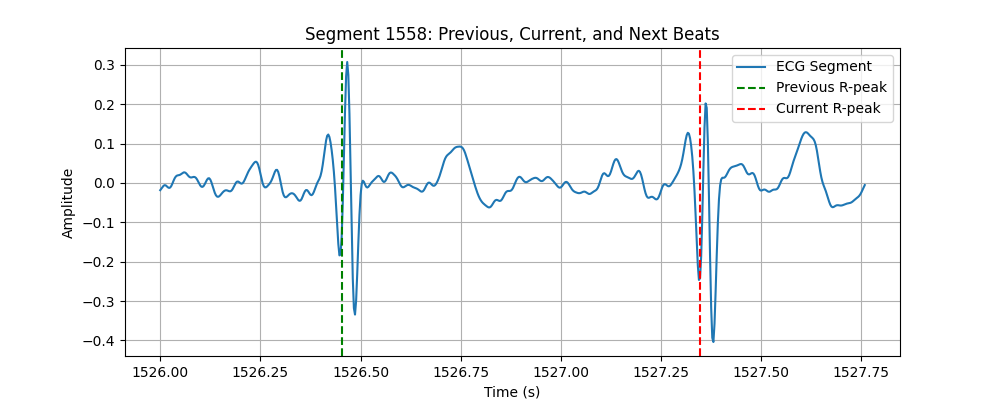 Segment 1558: Previous, Current, and Next Beats
ECG Segment
Previous R-peak
Current R-peak
0.3
0.2
0.1
0.0
−0.1
−0.2
−0.3
−0.4
Amplitude
1526.00 1526.25 1526.50 1526.75 1527.00 1527.25 1527.50 1527.75
Time (s)